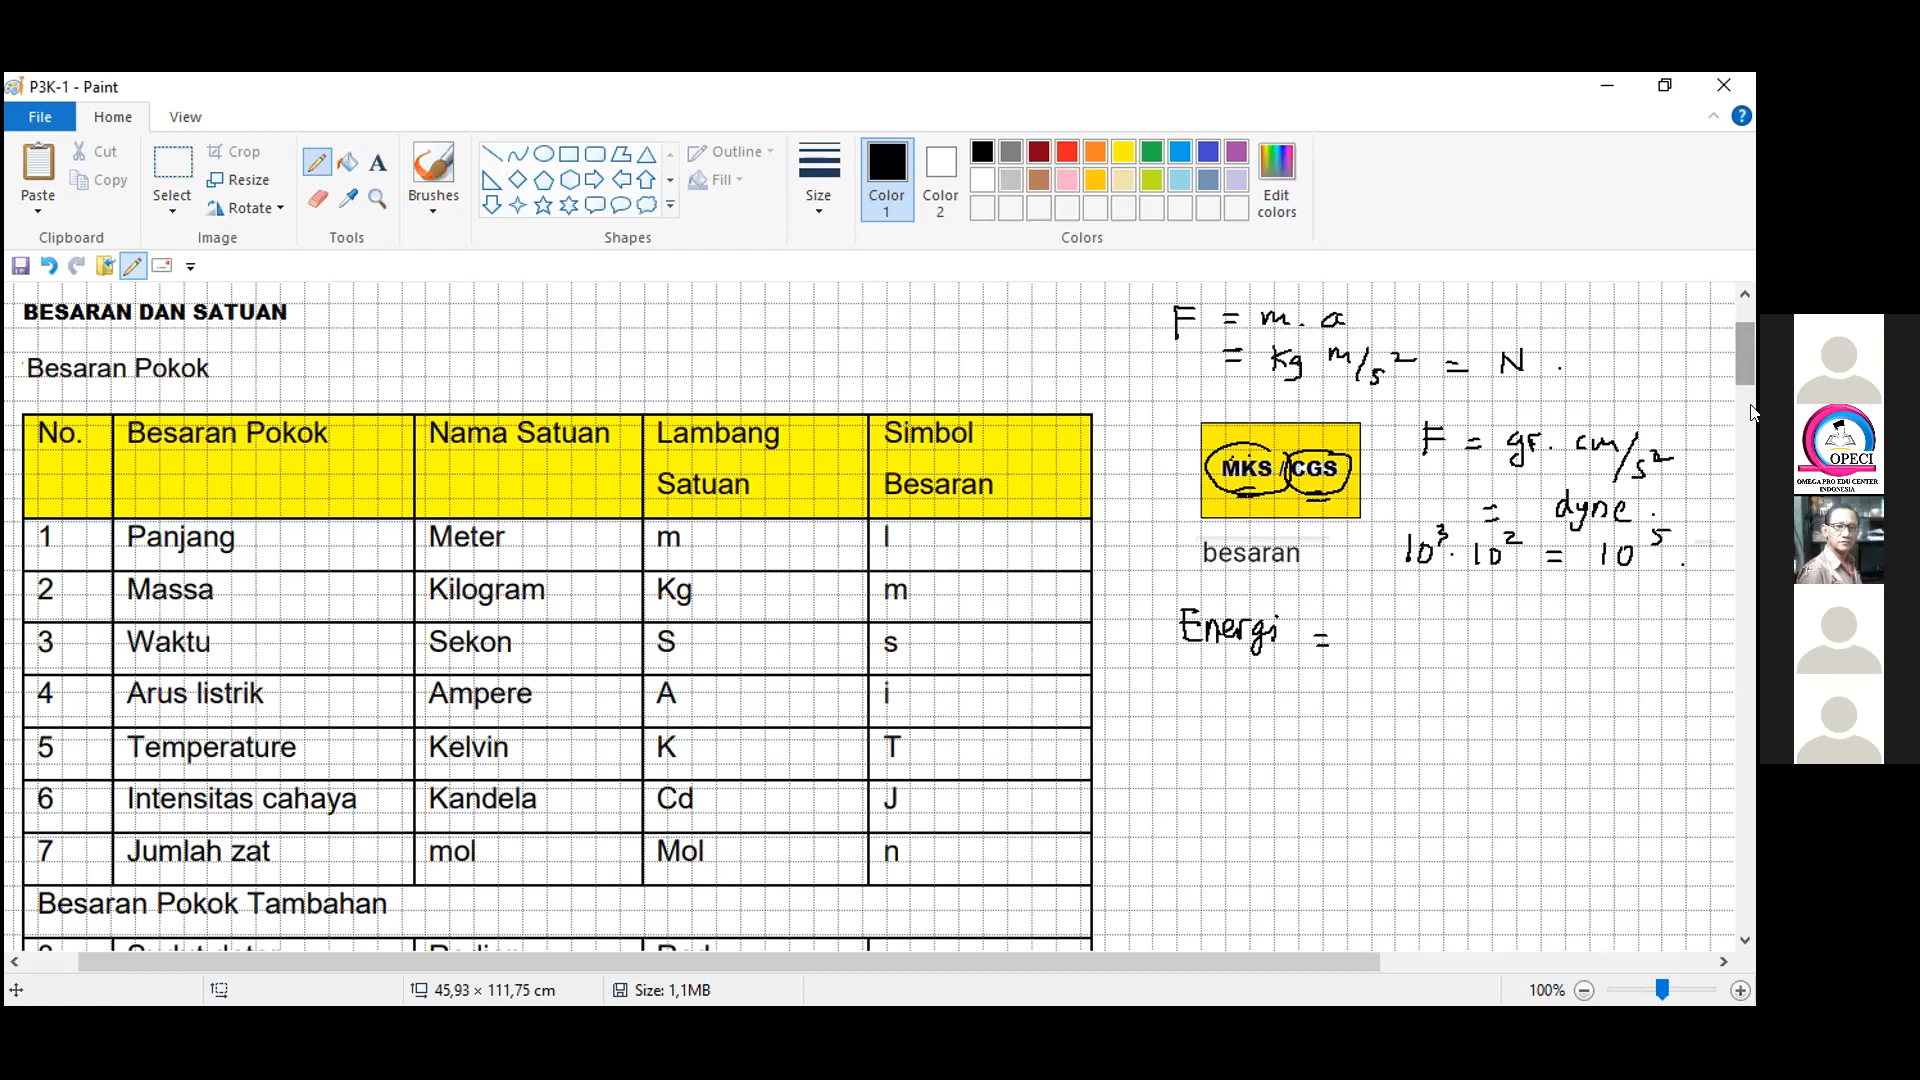 P3K-1 - Paint
File Home View
Paste
Cut
Copy
Clipboard
Select
Crop
Resize
Rotate
Image
Tools
Brushes
Shapes
Outline
Fill
Size
Color 1
Color 2
Edit colors
Colors
BESARAN DAN SATUAN
Besaran Pokok
No. Besaran Pokok Nama Satuan Lambang Satuan Simbol Besaran
1 Panjang Meter m l
2 Massa Kilogram Kg m
3 Waktu Sekon S s
4 Arus listrik Ampere A i
5 Temperature Kelvin K T
6 Intensitas cahaya Kandela Cd J
7 Jumlah zat mol Mol n
Besaran Pokok Tambahan
F = m. a
= Kg m/s² = N .
MKS / CGS
besaran
F = gr. cm/s²
= dyne .
10³ . 10² = 10⁵ .
Energi =
OPECI
OMEGA PRO EDU CENTER
INDONESIA
45,93 × 111,75 cm
Size: 1,1MB
100%